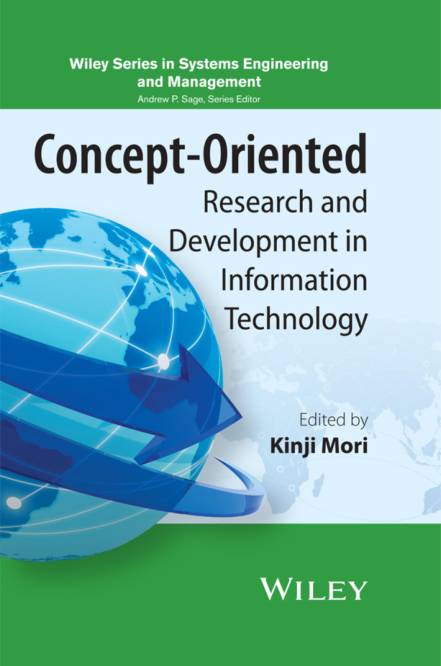 Wiley Series in Systems Engineering
and Management
Andrew P. Sage, Series Editor
Concept-Oriented
Research and
Development in
Information
Technology
Edited by
Kinji Mori
WILEY